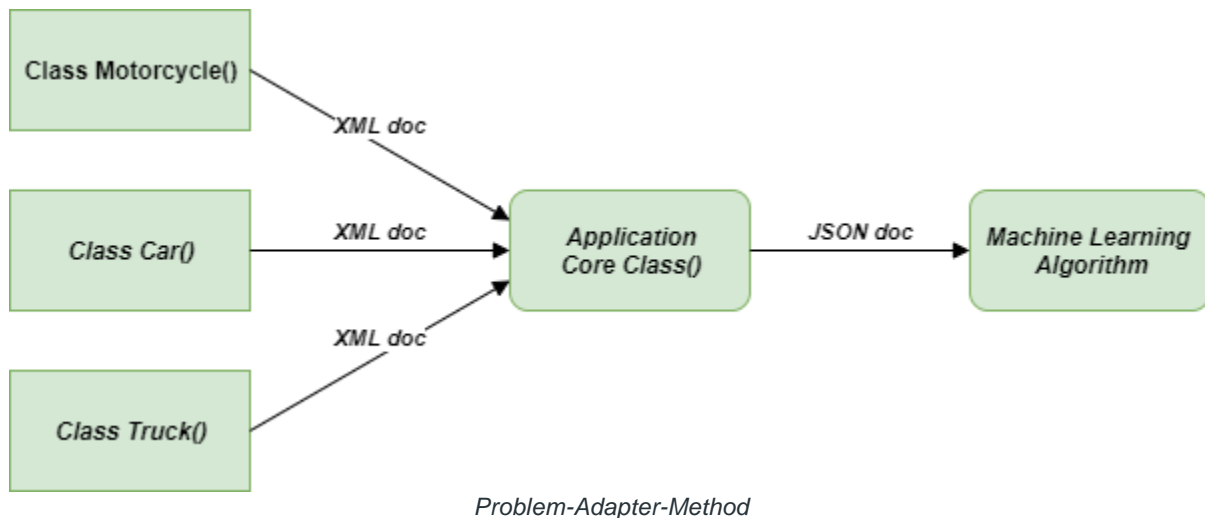 Class Motorcycle()
XML doc
Class Car()
XML doc
Application
Core Class()
JSON doc
Machine Learning
Algorithm
XML doc
Class Truck()
Problem-Adapter-Method